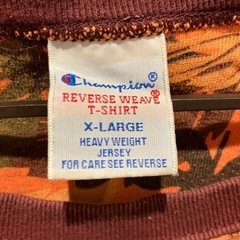 Champion®
REVERSE WEAVE®
T-SHIRT
X-LARGE
HEAVY WEIGHT
JERSEY
FOR CARE SEE REVERSE